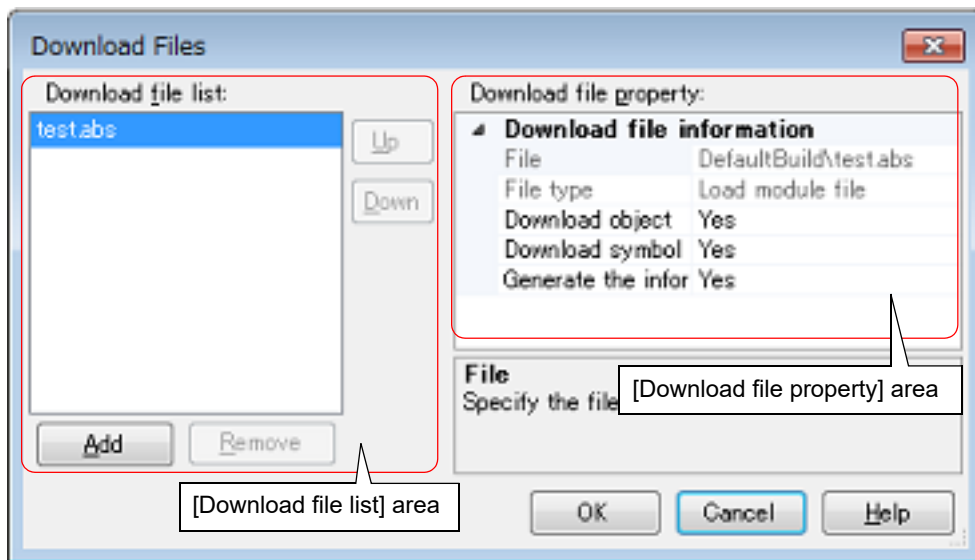 Download Files
Download file list:
test.abs
Up
Down
Add
Remove
[Download file list] area
Download file property:
Download file information
File DefaultBuild\test.abs
File type Load module file
Download object Yes
Download symbol Yes
Generate the infor Yes
File
Specify the file
[Download file property] area
OK
Cancel
Help